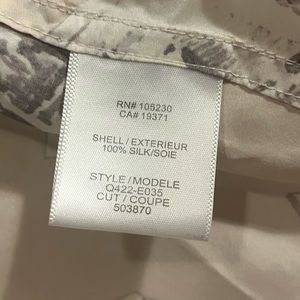 RN# 105230
CA# 19371
SHELL / EXTERIEUR
100% SILK/SOIE
STYLE / MODELE
Q422-E035
CUT / COUPE
503870